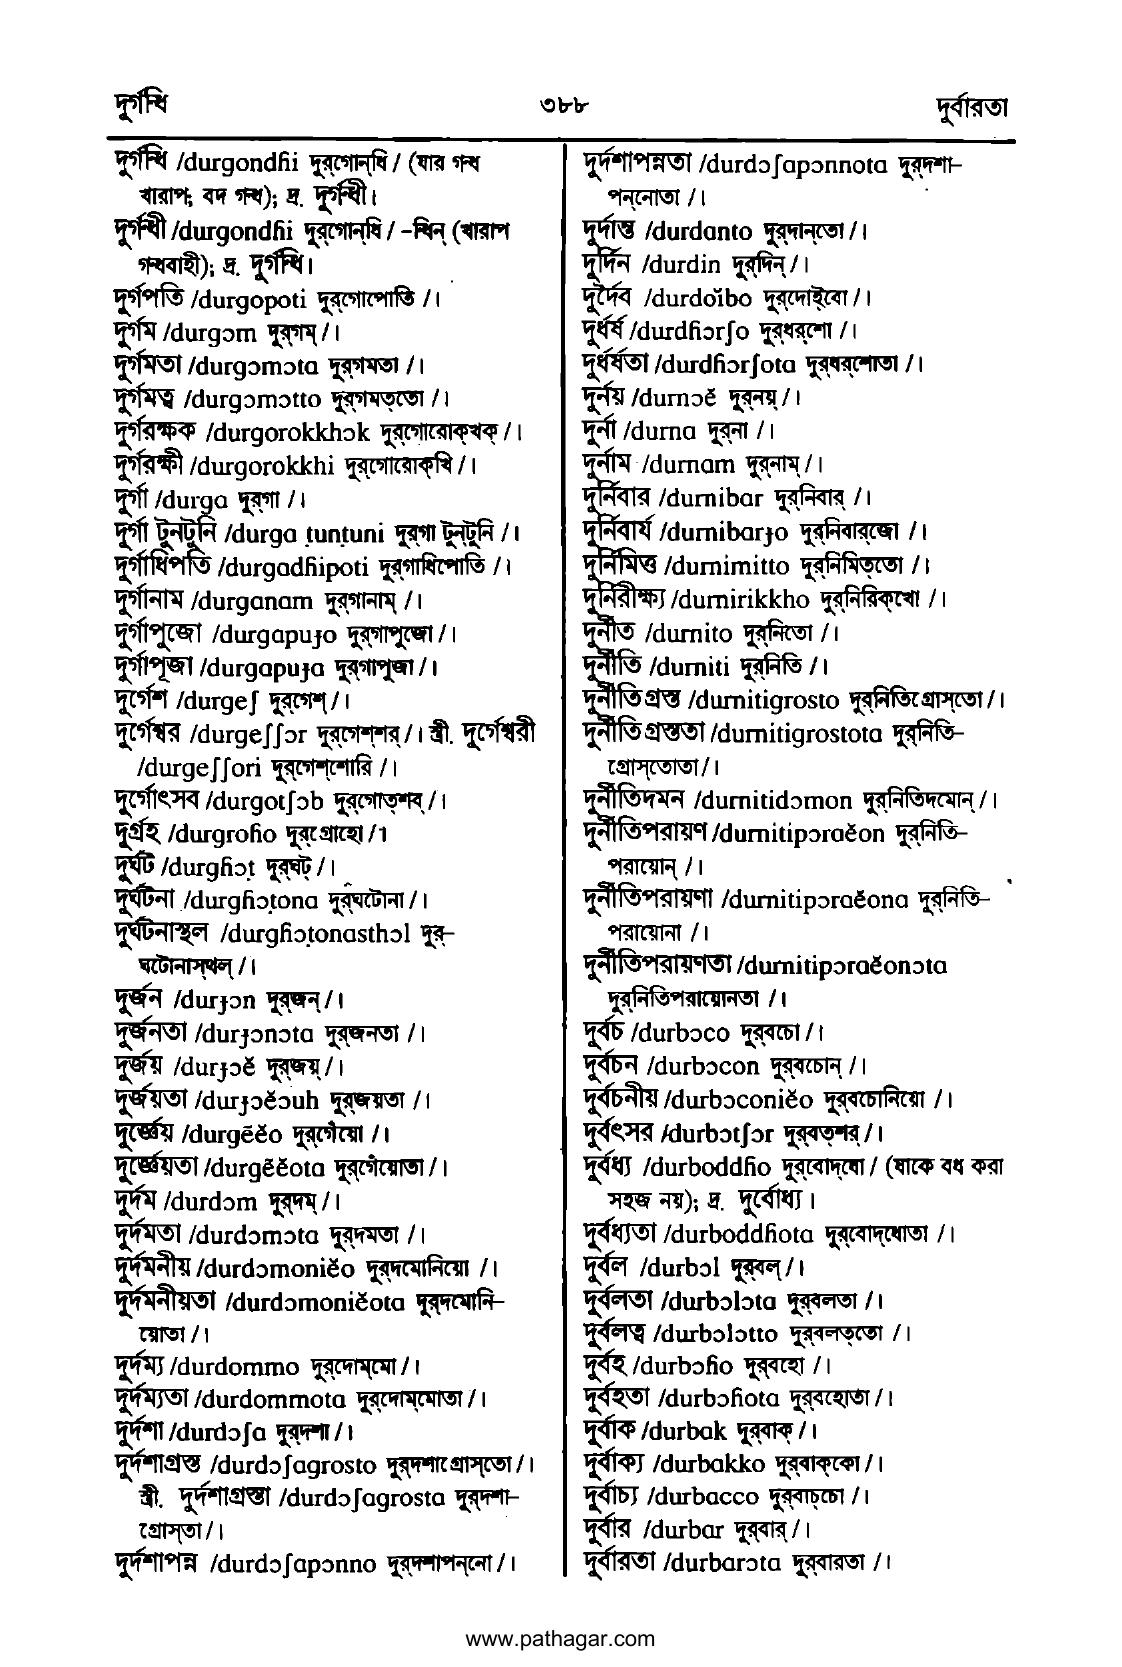 দুর্গন্ধি
৩৮৮
দুর্বারতা
দুর্গন্ধি /durgondɦi দুর্‌গোন্‌ধি / (যার গন্ধ
খারাপ; বদ গন্ধ); দ্র. দুর্গন্ধী।
দুর্গন্ধী /durgondɦi দুর্‌গোন্‌ধি / -ন্ধিন্ (খারাপ
গন্ধবাহী); দ্র. দুর্গন্ধি।
দুর্গপতি /durgopoti দুর্‌গোপোতি /।
দুর্গম /durgɔm দুর্‌গম্ /।
দুর্গমতা /durgɔmɔta দুর্‌গমতা /।
দুর্গমত্ব /durgɔmɔtto দুর্‌গমত্‌তো /।
দুর্গরক্ষক /durgorokkhɔk দুর্‌গোরোক্‌খক্ /।
দুর্গরক্ষী /durgorokkhi দুর্‌গোরোক্‌খি /।
দুর্গা /durga দুর্‌গা /।
দুর্গা টুনটুনি /durga ṭunṭuni দুর্‌গা টুন্‌টুনি /।
দুর্গাধিপতি /durgadɦipoti দুর্‌গাধিপোতি /।
দুর্গানাম /durganam দুর্‌গানাম্ /।
দুর্গাপুজো /durgapuɟo দুর্‌গাপুজো /।
দুর্গাপূজা /durgapuɟa দুর্‌গাপুজা /।
দুর্গেশ /durgeʃ দুর্‌গেশ্ /।
দুর্গেশ্বর /durgeʃʃɔr দুর্‌গেশ্‌শর্ /। স্ত্রী. দুর্গেশ্বরী
/durgeʃʃori দুর্‌গেশ্‌শোরি /।
দুর্গোৎসব /durgotʃɔb দুর্‌গোত্‌শব্ /।
দুর্গ্রহ /durgroɦo দুর্‌গ্রোহো /।
দুর্ঘট /durgɦɔṭ দুর্‌ঘট্ /।
দুর্ঘটনা /durgɦɔṭona দুর্‌ঘটোনা /।
দুর্ঘটনাস্থল /durgɦɔṭonasthɔl দুর্‌-
ঘটোনাস্‌থল্ /।
দুর্জন /durɟɔn দুর্‌জন্ /।
দুর্জনতা /durɟɔnɔta দুর্‌জনতা /।
দুর্জয় /durɟɔĕ দুর্‌জয়্ /।
দুর্জয়তা /durɟɔĕɔuh দুর্‌জয়তা /।
দুর্জ্ঞেয় /durgẽĕo দুর্‌গেঁয়ো /।
দুর্জ্ঞেয়তা /durgẽĕota দুর্‌গেঁয়োতা /।
দুর্দম /durdɔm দুর্‌দম্ /।
দুর্দমতা /durdɔmɔta দুর্‌দমতা /।
দুর্দমনীয় /durdɔmoniĕo দুর্‌দমোনিয়ো /।
দুর্দমনীয়তা /durdɔmoniĕota দুর্‌দমোনি-
য়োতা /।
দুর্দম্য /durdommo দুর্‌দোম্‌মো /।
দুর্দম্যতা /durdommota দুর্‌দোম্‌মোতা /।
দুর্দশা /durdɔʃa দুর্‌দশা /।
দুর্দশাগ্রস্ত /durdɔʃagrosto দুর্‌দশাগ্রোস্‌তো /।
স্ত্রী. দুর্দশাগ্রস্তা /durdɔʃagrosta দুর্‌দশা-
গ্রোস্‌তা /।
দুর্দশাপন্ন /durdɔʃapɔnno দুর্‌দশাপন্‌নো /।
দুর্দশাপন্নতা /durdɔʃapɔnnota দুর্‌দশা-
পন্‌নোতা /।
দুর্দান্ত /durdanto দুর্‌দান্‌তো /।
দুর্দিন /durdin দুর্‌দিন্ /।
দুর্দৈব /durdoĭbo দুর্‌দোইবো /।
দুর্ধর্ষ /durdɦɔrʃo দুর্‌ধর্‌শো /।
দুর্ধর্ষতা /durdɦɔrʃota দুর্‌ধর্‌শোতা /।
দুর্নয় /durnɔĕ দুর্‌নয়্ /।
দুর্না /durna দুর্‌না /।
দুর্নাম /durnam দুর্‌নাম্ /।
দুর্নিবার /durnibar দুর্‌নিবার্ /।
দুর্নিবার্য /durnibarɟo দুর্‌নিবার্‌জো /।
দুর্নিমিত্ত /durnimitto দুর্‌নিমিত্‌তো /।
দুর্নিরীক্ষ্য /durnirikkho দুর্‌নিরিক্‌খো /।
দুর্নীত /durnito দুর্‌নিতো /।
দুর্নীতি /durniti দুর্‌নিতি /।
দুর্নীতিগ্রস্ত /durnitigrosto দুর্‌নিতিগ্রোস্‌তো /।
দুর্নীতিগ্রস্ততা /durnitigrostota দুর্‌নিতি-
গ্রোস্‌তোতা /।
দুর্নীতিদমন /durnitidɔmon দুর্‌নিতিদমোন্ /।
দুর্নীতিপরায়ণ /durnitipɔraĕon দুর্‌নিতি-
পরায়োন্ /।
দুর্নীতিপরায়ণা /durnitipɔraĕona দুর্‌নিতি-
পরায়োনা /।
দুর্নীতিপরায়ণতা /durnitipɔraĕonɔta
দুর্‌নিতিপরায়োনতা /।
দুর্বচ /durbɔco দুর্‌বচো /।
দুর্বচন /durbɔcon দুর্‌বচোন্ /।
দুর্বচনীয় /durbɔconiĕo দুর্‌বচোনিয়ো /।
দুর্বৎসর /durbɔtʃɔr দুর্‌বত্‌শর্ /।
দুর্বধ্য /durboddɦo দুর্‌বোদ্‌ধো / (যাকে বধ করা
সহজ নয়); দ্র. দুর্বোধ্য।
দুর্বধ্যতা /durboddɦota দুর্‌বোদ্‌ধোতা /।
দুর্বল /durbɔl দুর্‌বল্ /।
দুর্বলতা /durbɔlɔta দুর্‌বলতা /।
দুর্বলত্ব /durbɔlɔtto দুর্‌বলত্‌তো /।
দুর্বহ /durbɔɦo দুর্‌বহো /।
দুর্বহতা /durbɔɦota দুর্‌বহোতা /।
দুর্বাক /durbak দুর্‌বাক্ /।
দুর্বাক্য /durbakko দুর্‌বাক্‌কো /।
দুর্বাচ্য /durbacco দুর্‌বাচ্‌চো /।
দুর্বার /durbar দুর্‌বার্ /।
দুর্বারতা /durbarɔta দুর্‌বারতা /।
www.pathagar.com